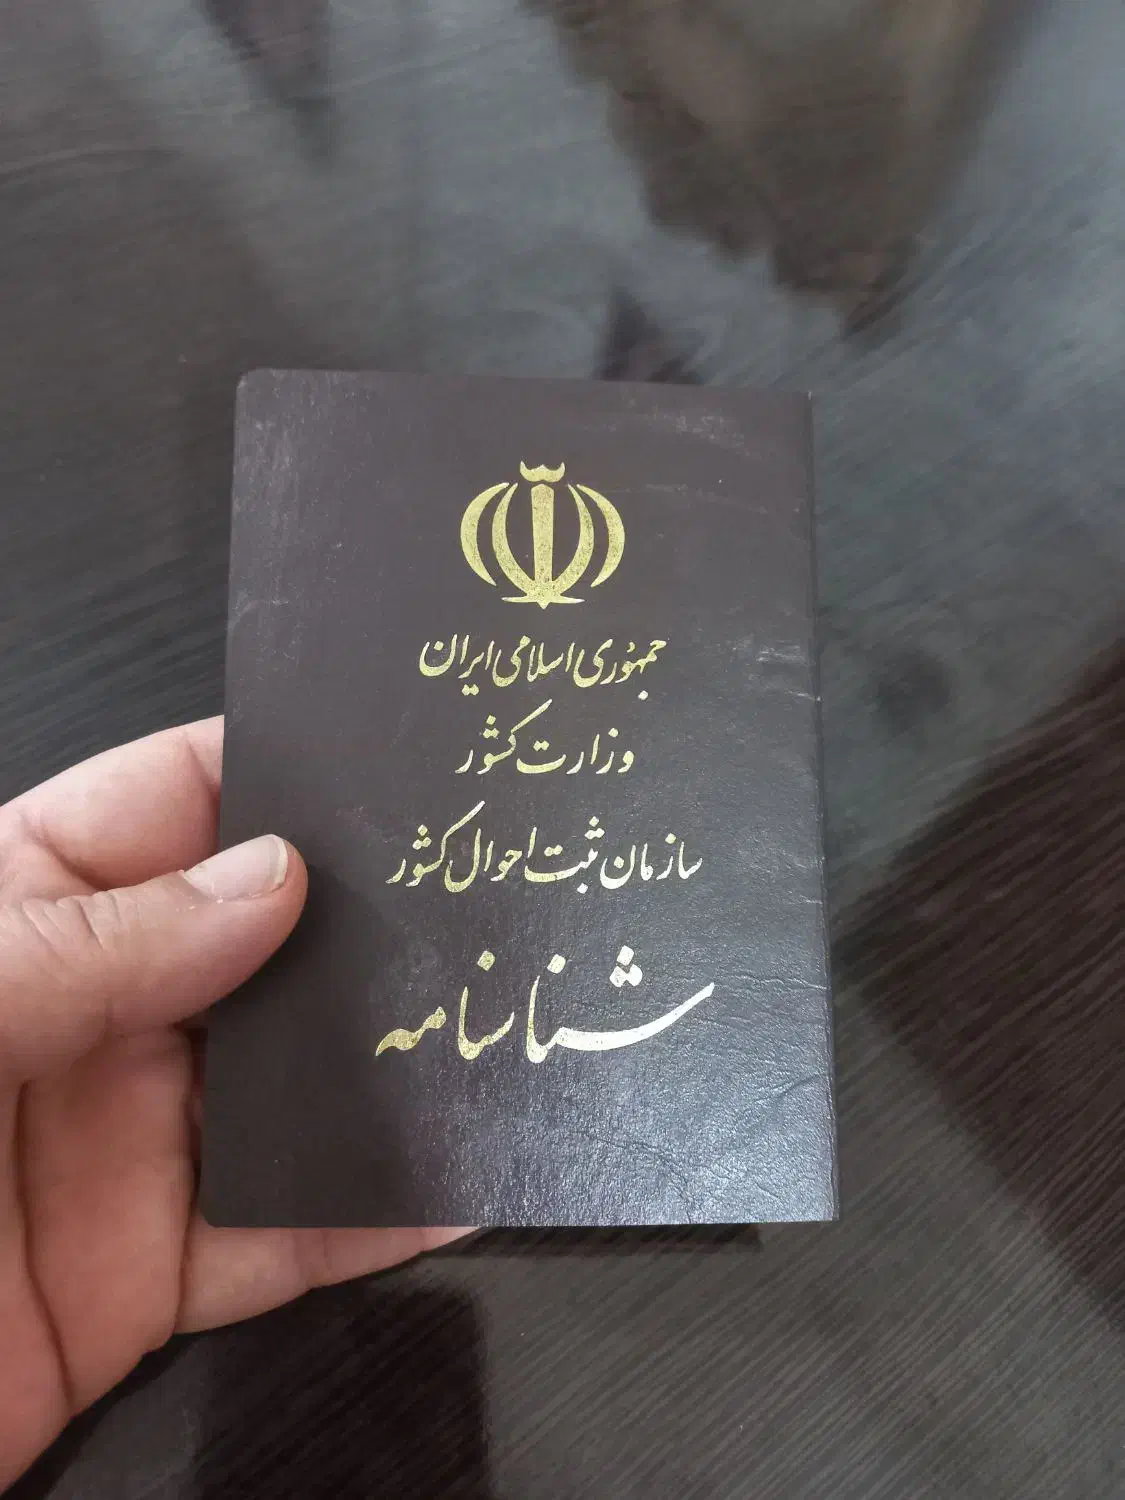 جمهوری اسلامی ایران
وزارت کشور
سازمان ثبت احوال کشور
شناسنامه